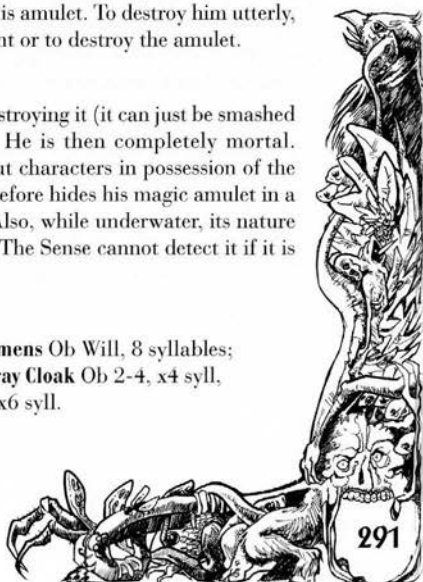 is amulet. To destroy him utterly,
nt or to destroy the amulet.
stroying it (it can just be smashed
He is then completely mortal.
ut characters in possession of the
efore hides his magic amulet in a
Also, while underwater, its nature
The Sense cannot detect it if it is
mens Ob Will, 8 syllables;
ray Cloak Ob 2-4, x4 syll,
x6 syll.
291